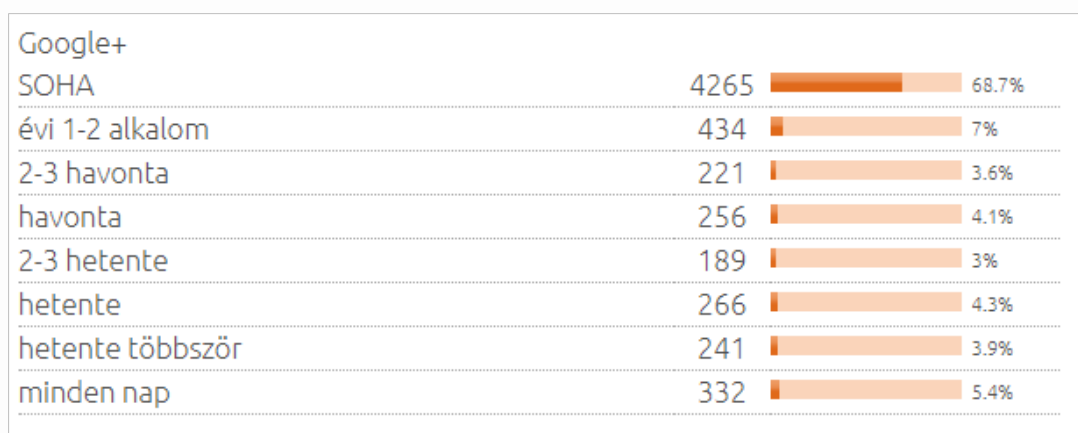 Google+
SOHA 4265 68.7%
évi 1-2 alkalom 434 7%
2-3 havonta 221 3.6%
havonta 256 4.1%
2-3 hetente 189 3%
hetente 266 4.3%
hetente többször 241 3.9%
minden nap 332 5.4%